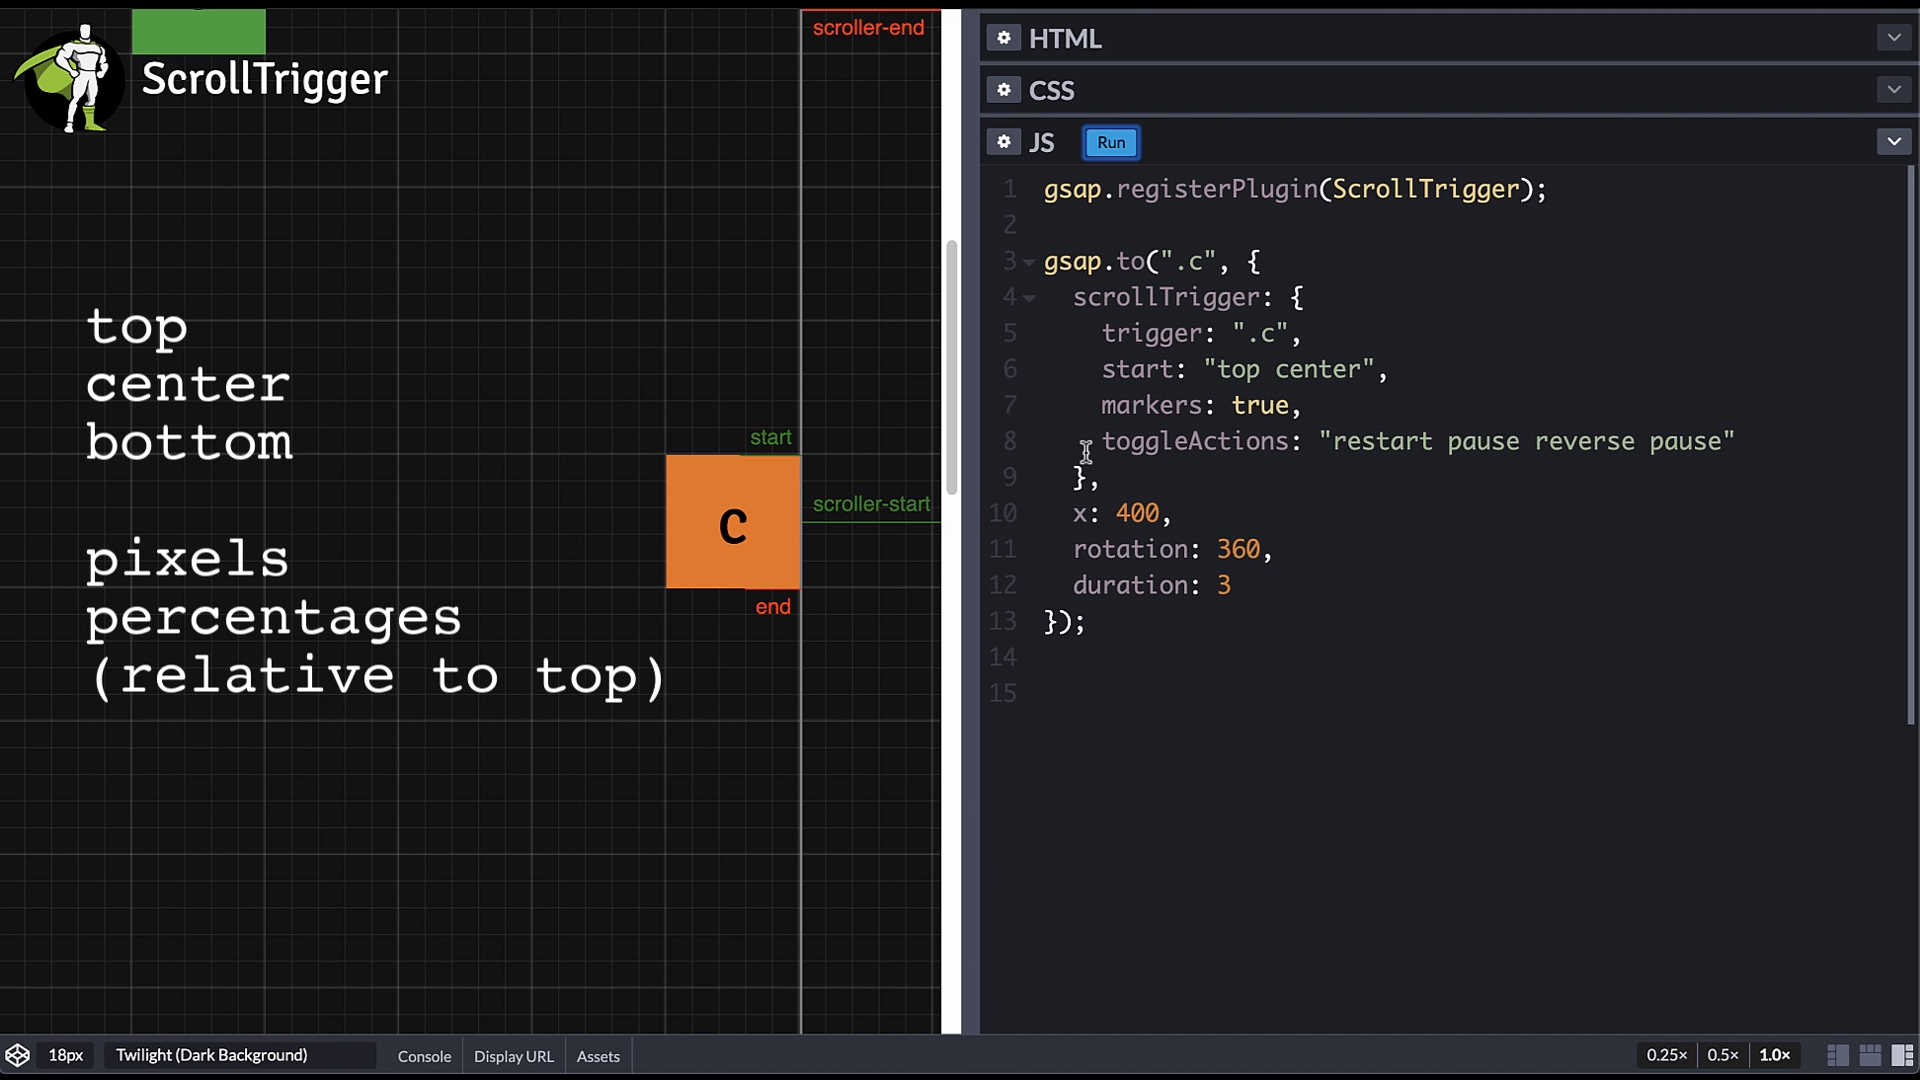 ScrollTrigger
scroller-end
top
center
bottom
pixels
percentages
(relative to top)
start
C
scroller-start
end
HTML
CSS
JS
Run
1 gsap.registerPlugin(ScrollTrigger);
2
3 gsap.to(".c", {
4 scrollTrigger: {
5 trigger: ".c",
6 start: "top center",
7 markers: true,
8 toggleActions: "restart pause reverse pause"
9 },
10 x: 400,
11 rotation: 360,
12 duration: 3
13 });
14
15
18px Twilight (Dark Background) Console Display URL Assets 0.25× 0.5× 1.0×